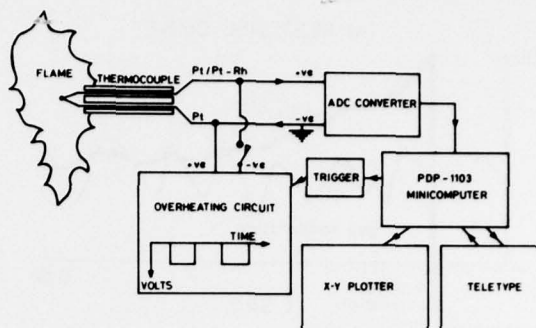 FLAME
THERMOCOUPLE
Pt/Pt-Rh
+ve
ADC CONVERTER
Pt
-ve
+ve
-ve
TRIGGER
PDP-1103
MINICOMPUTER
OVERHEATING CIRCUIT
TIME
VOLTS
X-Y PLOTTER
TELETYPE